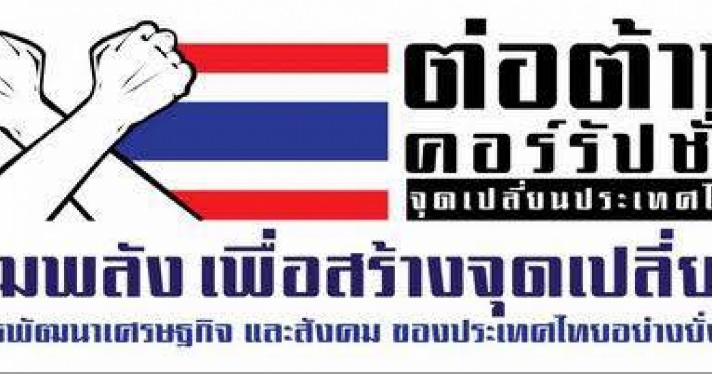 ต่อต้าน
คอร์รัปชั
จุดเปลี่ยนประเทศไ
มพลัง เพื่อสร้างจุดเปลี่ย
รพัฒนาเศรษฐกิจ และสังคม ของประเทศไทยอย่างยั่ง